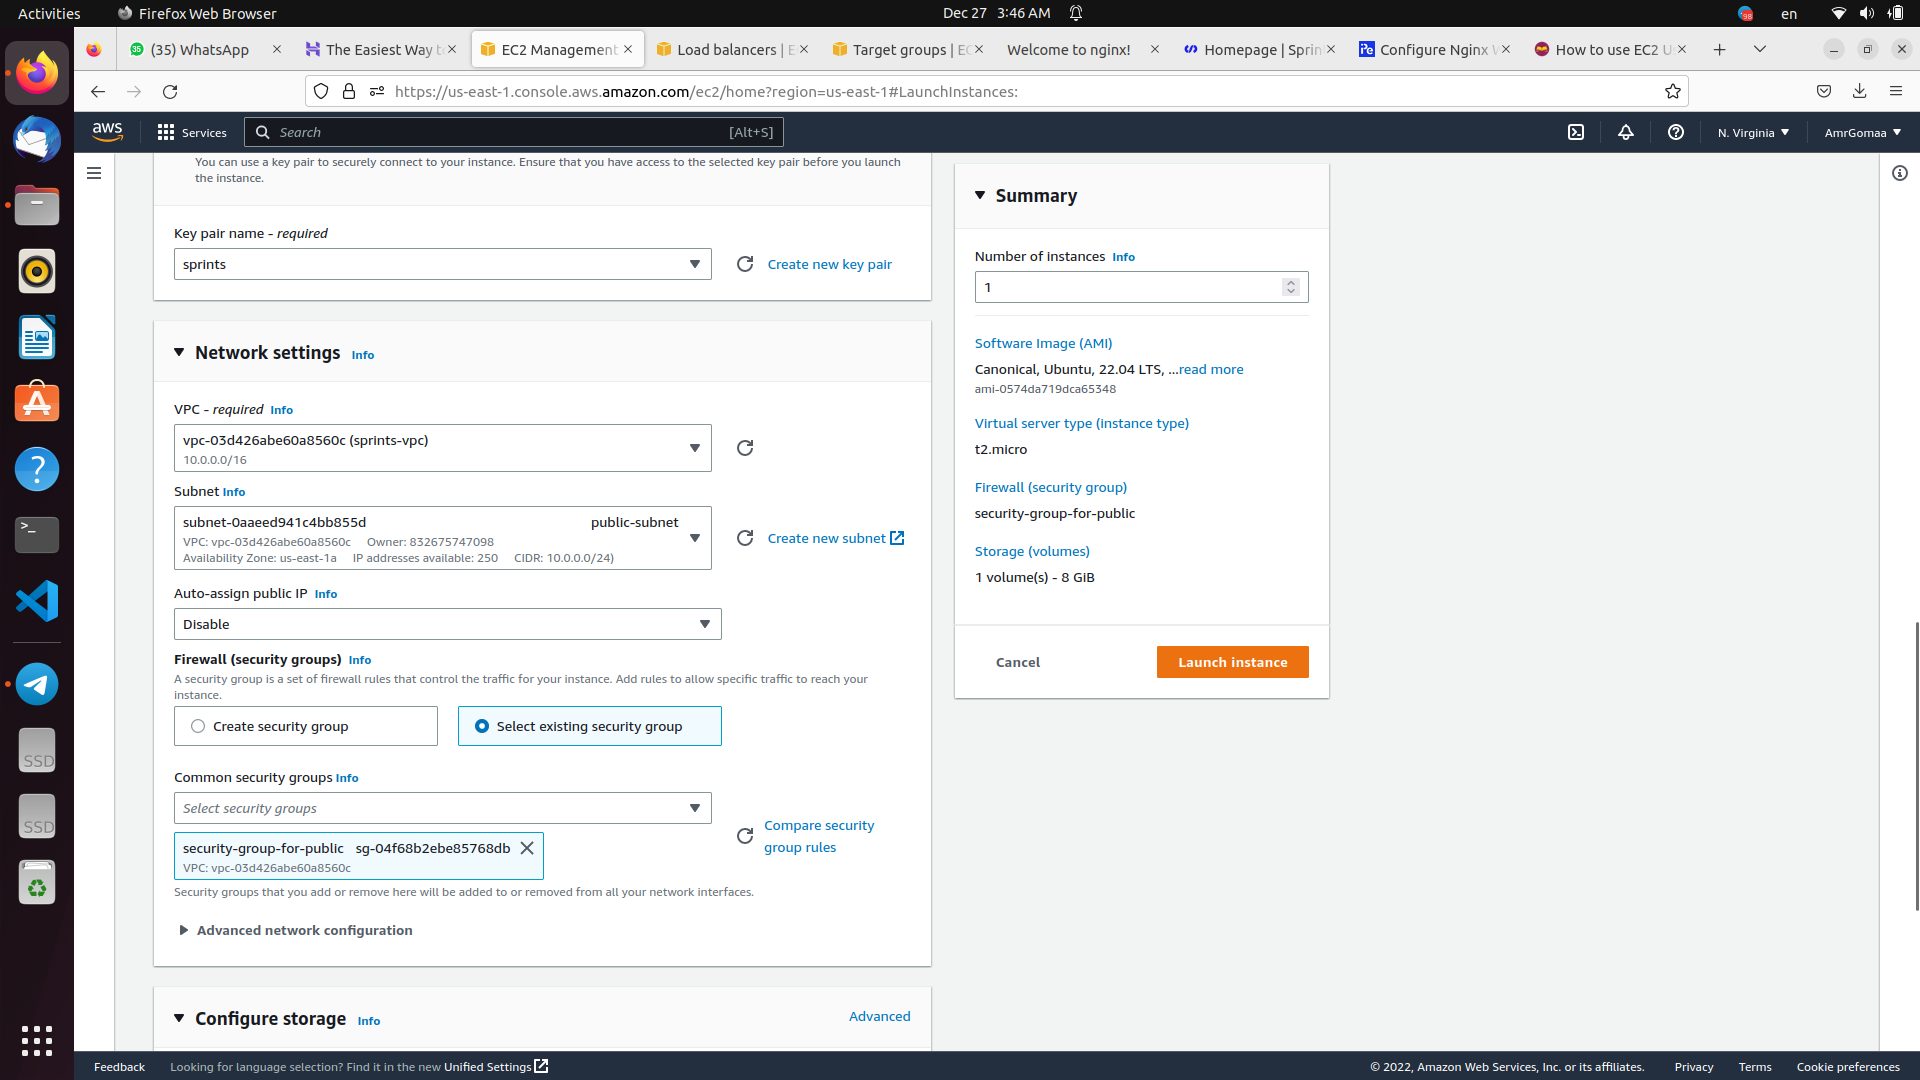 Activities
Firefox Web Browser
Dec 27 3:46 AM
98
en
35
(35) WhatsApp
The Easiest Way t
EC2 Management
Load balancers | E
Target groups | EC
Welcome to nginx!
Homepage | Sprin
Configure Nginx
How to use EC2 U
https://us-east-1.console.aws.amazon.com/ec2/home?region=us-east-1#LaunchInstances:
aws
Services
Search
[Alt+S]
N. Virginia
AmrGomaa
You can use a key pair to securely connect to your instance. Ensure that you have access to the selected key pair before you launch
the instance.
Key pair name - required
sprints
Create new key pair
Network settings Info
VPC - required Info
vpc-03d426abe60a8560c (sprints-vpc)
10.0.0.0/16
Subnet Info
subnet-0aaeed941c4bb855d public-subnet
VPC: vpc-03d426abe60a8560c Owner: 832675747098
Availability Zone: us-east-1a IP addresses available: 250 CIDR: 10.0.0.0/24)
Create new subnet
Auto-assign public IP Info
Disable
Firewall (security groups) Info
A security group is a set of firewall rules that control the traffic for your instance. Add rules to allow specific traffic to reach your
instance.
Create security group
Select existing security group
Common security groups Info
Select security groups
security-group-for-public sg-04f68b2ebe85768db
VPC: vpc-03d426abe60a8560c
Compare security
group rules
Security groups that you add or remove here will be added to or removed from all your network interfaces.
Advanced network configuration
Configure storage Info
Advanced
Summary
Number of instances Info
1
Software Image (AMI)
Canonical, Ubuntu, 22.04 LTS, ...read more
ami-0574da719dca65348
Virtual server type (instance type)
t2.micro
Firewall (security group)
security-group-for-public
Storage (volumes)
1 volume(s) - 8 GiB
Cancel
Launch instance
SSD
SSD
Feedback
Looking for language selection? Find it in the new Unified Settings
© 2022, Amazon Web Services, Inc. or its affiliates.
Privacy
Terms
Cookie preferences